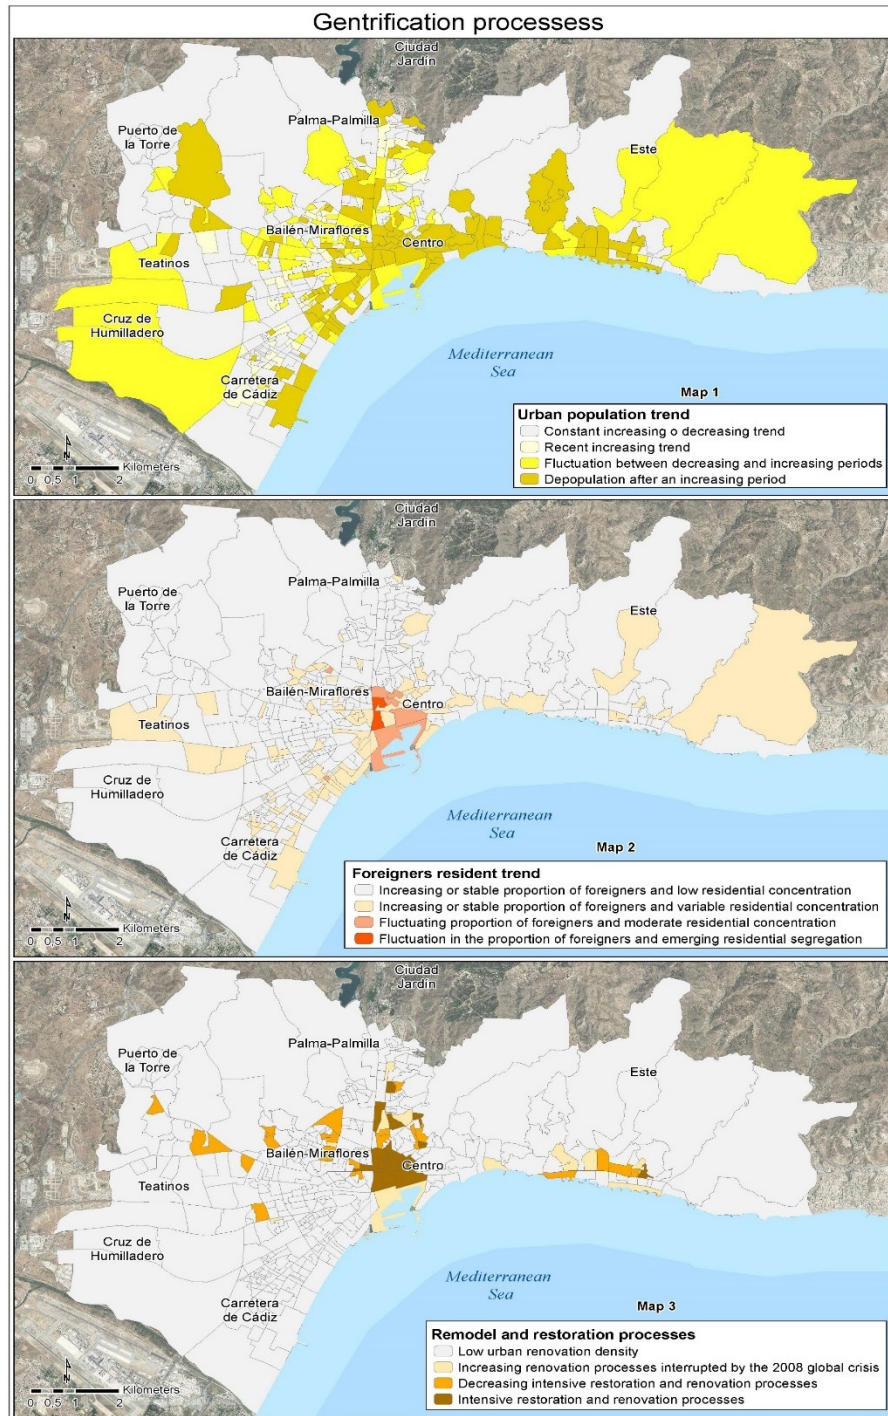 Gentrification processess
Ciudad
Jardín
Puerto de
la Torre
Palma-Palmilla
Este
Bailén-Miraflores
Centro
Teatinos
Cruz de
Humilladero
Carretera
de Cádiz
Mediterranean
Sea
Map 1
N
Kilometers
0 0,5 1 2
Urban population trend
Constant increasing o decreasing trend
Recent increasing trend
Fluctuation between decreasing and increasing periods
Depopulation after an increasing period
Ciudad
Jardín
Puerto de
la Torre
Palma-Palmilla
Este
Bailén-Miraflores
Centro
Teatinos
Cruz de
Humilladero
Carretera
de Cádiz
Mediterranean
Sea
Map 2
N
Kilometers
0 0,5 1 2
Foreigners resident trend
Increasing or stable proportion of foreigners and low residential concentration
Increasing or stable proportion of foreigners and variable residential concentration
Fluctuating proportion of foreigners and moderate residential concentration
Fluctuation in the proportion of foreigners and emerging residential segregation
Ciudad
Jardín
Puerto de
la Torre
Palma-Palmilla
Este
Bailén-Miraflores
Centro
Teatinos
Cruz de
Humilladero
Carretera
de Cádiz
Mediterranean
Sea
Map 3
N
Kilometers
0 0,5 1 2
Remodel and restoration processes
Low urban renovation density
Increasing renovation processes interrupted by the 2008 global crisis
Decreasing intensive restoration and renovation processes
Intensive restoration and renovation processes